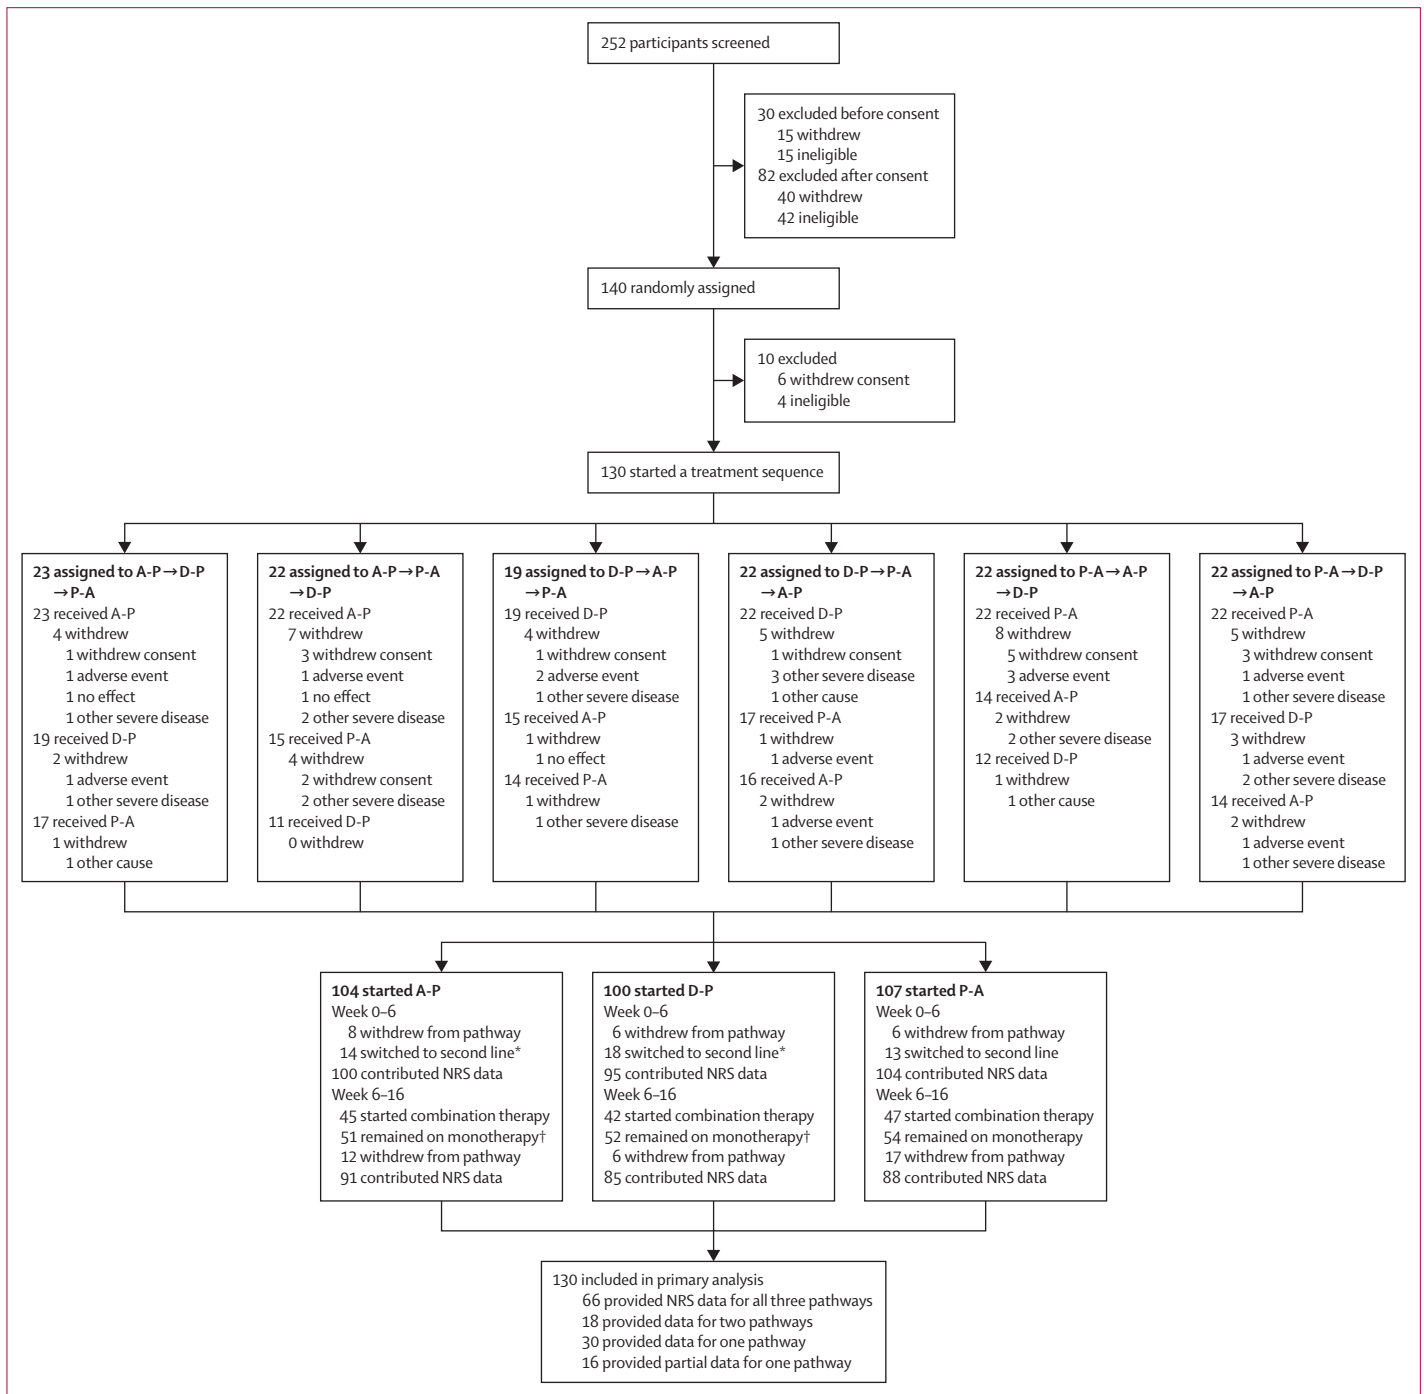 252 participants screened
30 excluded before consent
15 withdrew
15 ineligible
82 excluded after consent
40 withdrew
42 ineligible
140 randomly assigned
10 excluded
6 withdrew consent
4 ineligible
130 started a treatment sequence
23 assigned to A-P→D-P
→P-A
23 received A-P
4 withdrew
1 withdrew consent
1 adverse event
1 no effect
1 other severe disease
19 received D-P
2 withdrew
1 adverse event
1 other severe disease
17 received P-A
1 withdrew
1 other cause
22 assigned to A-P→P-A
→D-P
22 received A-P
7 withdrew
3 withdrew consent
1 adverse event
1 no effect
2 other severe disease
15 received P-A
4 withdrew
2 withdrew consent
2 other severe disease
11 received D-P
0 withdrew
19 assigned to D-P→A-P
→P-A
19 received D-P
4 withdrew
1 withdrew consent
2 adverse event
1 other severe disease
15 received A-P
1 withdrew
1 no effect
14 received P-A
1 withdrew
1 other severe disease
22 assigned to D-P→P-A
→A-P
22 received D-P
5 withdrew
1 withdrew consent
3 other severe disease
1 other cause
17 received P-A
1 withdrew
1 adverse event
16 received A-P
2 withdrew
1 adverse event
1 other severe disease
22 assigned to P-A→A-P
→D-P
22 received P-A
8 withdrew
5 withdrew consent
3 adverse event
14 received A-P
2 withdrew
2 other severe disease
12 received D-P
1 withdrew
1 other cause
22 assigned to P-A→D-P
→A-P
22 received P-A
5 withdrew
3 withdrew consent
1 adverse event
1 other severe disease
17 received D-P
3 withdrew
1 adverse event
2 other severe disease
14 received A-P
2 withdrew
1 adverse event
1 other severe disease
104 started A-P
Week 0–6
8 withdrew from pathway
14 switched to second line*
100 contributed NRS data
Week 6–16
45 started combination therapy
51 remained on monotherapy†
12 withdrew from pathway
91 contributed NRS data
100 started D-P
Week 0–6
6 withdrew from pathway
18 switched to second line*
95 contributed NRS data
Week 6–16
42 started combination therapy
52 remained on monotherapy†
6 withdrew from pathway
85 contributed NRS data
107 started P-A
Week 0–6
6 withdrew from pathway
13 switched to second line
104 contributed NRS data
Week 6–16
47 started combination therapy
54 remained on monotherapy
17 withdrew from pathway
88 contributed NRS data
130 included in primary analysis
66 provided NRS data for all three pathways
18 provided data for two pathways
30 provided data for one pathway
16 provided partial data for one pathway